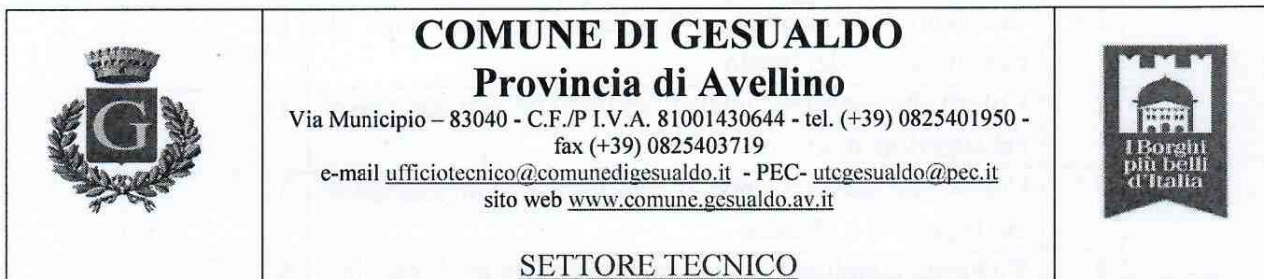 COMUNE DI GESUALDO
Provincia di Avellino
Via Municipio – 83040 - C.F./P I.V.A. 81001430644 - tel. (+39) 0825401950 -
fax (+39) 0825403719
e-mail ufficiotecnico@comunedigesualdo.it - PEC- utcgesualdo@pec.it
sito web www.comune.gesualdo.av.it
SETTORE TECNICO
G
I Borghi
più belli
d'Italia